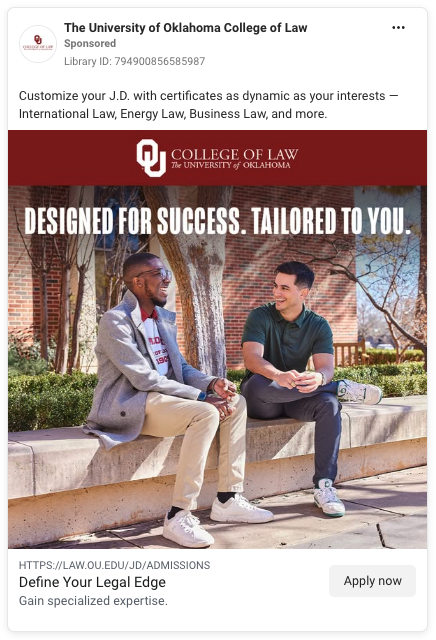 The University of Oklahoma College of Law
Sponsored
Library ID: 794900856585987
Customize your J.D. with certificates as dynamic as your interests —
International Law, Energy Law, Business Law, and more.
OU COLLEGE OF LAW
The UNIVERSITY of OKLAHOMA
DESIGNED FOR SUCCESS. TAILORED TO YOU.
HTTPS://LAW.OU.EDU/JD/ADMISSIONS
Define Your Legal Edge
Apply now
Gain specialized expertise.